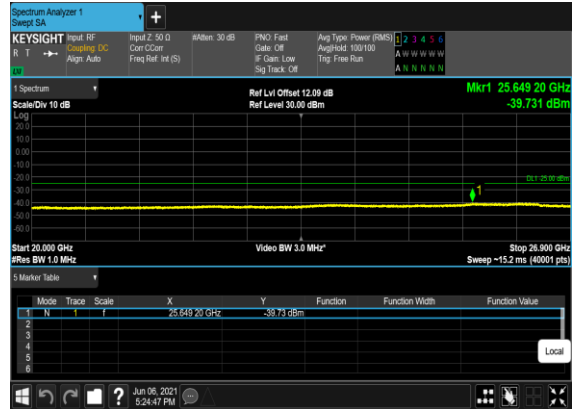 Spectrum Analyzer 1
Swept SA
+
KEYSIGHT
R T
LXI
Input: RF
Coupling: DC
Align: Auto
Input Z: 50 Ω
Corr CCorr
Freq Ref: Int (S)
#Atten: 30 dB
PNO: Fast
Gate: Off
IF Gain: Low
Sig Track: Off
Avg Type: Power (RMS)
Avg|Hold: 100/100
Trig: Free Run
1 2 3 4 5 6
A W W W W W
A N N N N N
1 Spectrum
Scale/Div 10 dB
Ref Lvl Offset 12.09 dB
Ref Level 30.00 dBm
Mkr1 25.649 20 GHz
-39.731 dBm
Log
20.0
10.0
0.00
-10.0
-20.0
-30.0
-40.0
-50.0
-60.0
DL1 -25.00 dBm
1
Start 20.000 GHz
#Res BW 1.0 MHz
Video BW 3.0 MHz*
Stop 26.900 GHz
Sweep ~15.2 ms (40001 pts)
5 Marker Table
Mode Trace Scale X Y Function Function Width Function Value
1 N 1 f 25.649 20 GHz -39.73 dBm
2
3
4
5
6
Local
?
Jun 06, 2021
5:24:47 PM